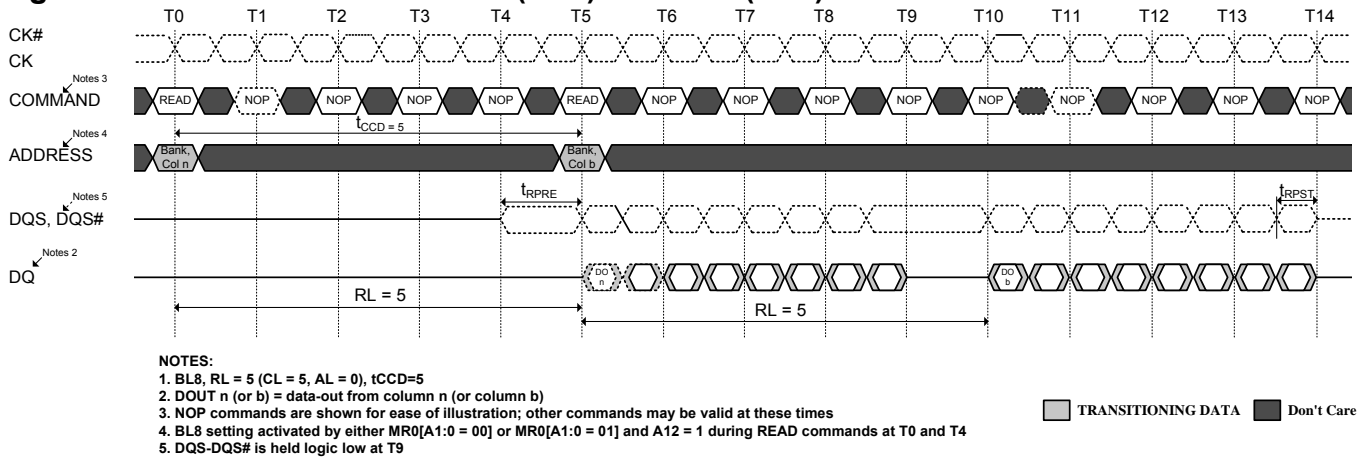 T0 T1 T2 T3 T4 T5 T6 T7 T8 T9 T10 T11 T12 T13 T14
CK#
CK
Notes 3
COMMAND READ NOP NOP NOP NOP READ NOP NOP NOP NOP NOP NOP NOP NOP NOP
tCCD = 5
Notes 4
ADDRESS
Bank, Col n
Bank, Col b
Notes 5
DQS, DQS#
tRPRE
tRPST
Notes 2
DQ
DO n
DO b
RL = 5
RL = 5
NOTES:
1. BL8, RL = 5 (CL = 5, AL = 0), tCCD=5
2. DOUT n (or b) = data-out from column n (or column b)
3. NOP commands are shown for ease of illustration; other commands may be valid at these times
4. BL8 setting activated by either MR0[A1:0 = 00] or MR0[A1:0 = 01] and A12 = 1 during READ commands at T0 and T4
5. DQS-DQS# is held logic low at T9
TRANSITIONING DATA
Don't Care